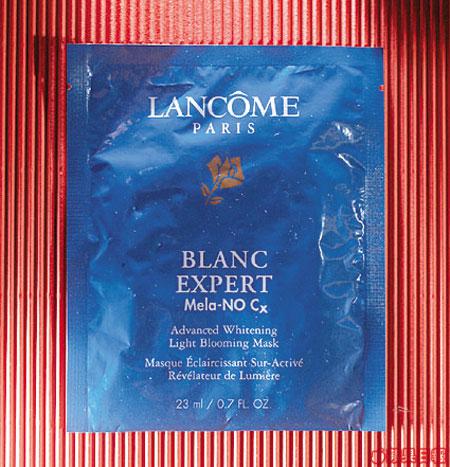 LANCÔME
PARIS
BLANC
EXPERT
Mela-NO Cx
Advanced Whitening
Light Blooming Mask
Masque Éclaircissant Sur-Activé
Révélateur de Lumière
23 ml / 0.7 FL. OZ.